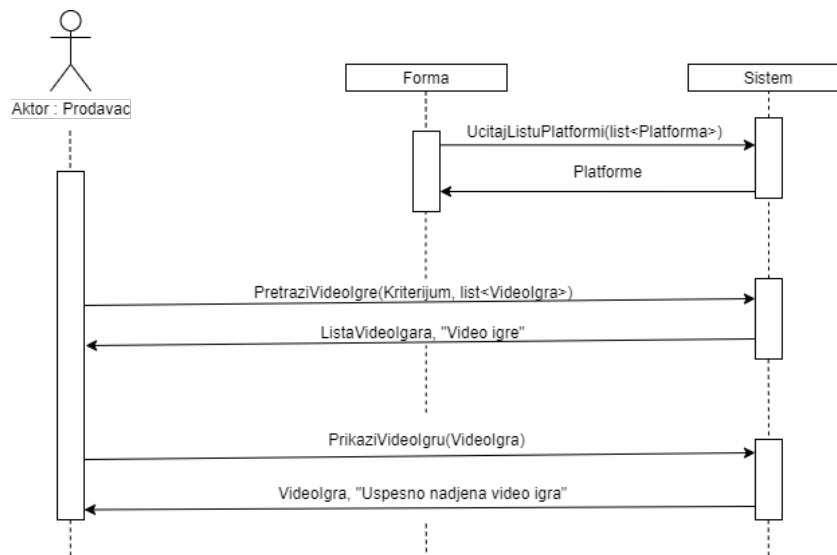 Forma
Sistem
Aktor : Prodavac
UcitajListuPlatformi(list<Platforma>)
Platforme
PretraziVideoIgre(Kriterijum, list<VideoIgra>)
ListaVideoIgara, "Video igre"
PrikaziVideoIgru(VideoIgra)
VideoIgra, "Uspesno nadjena video igra"